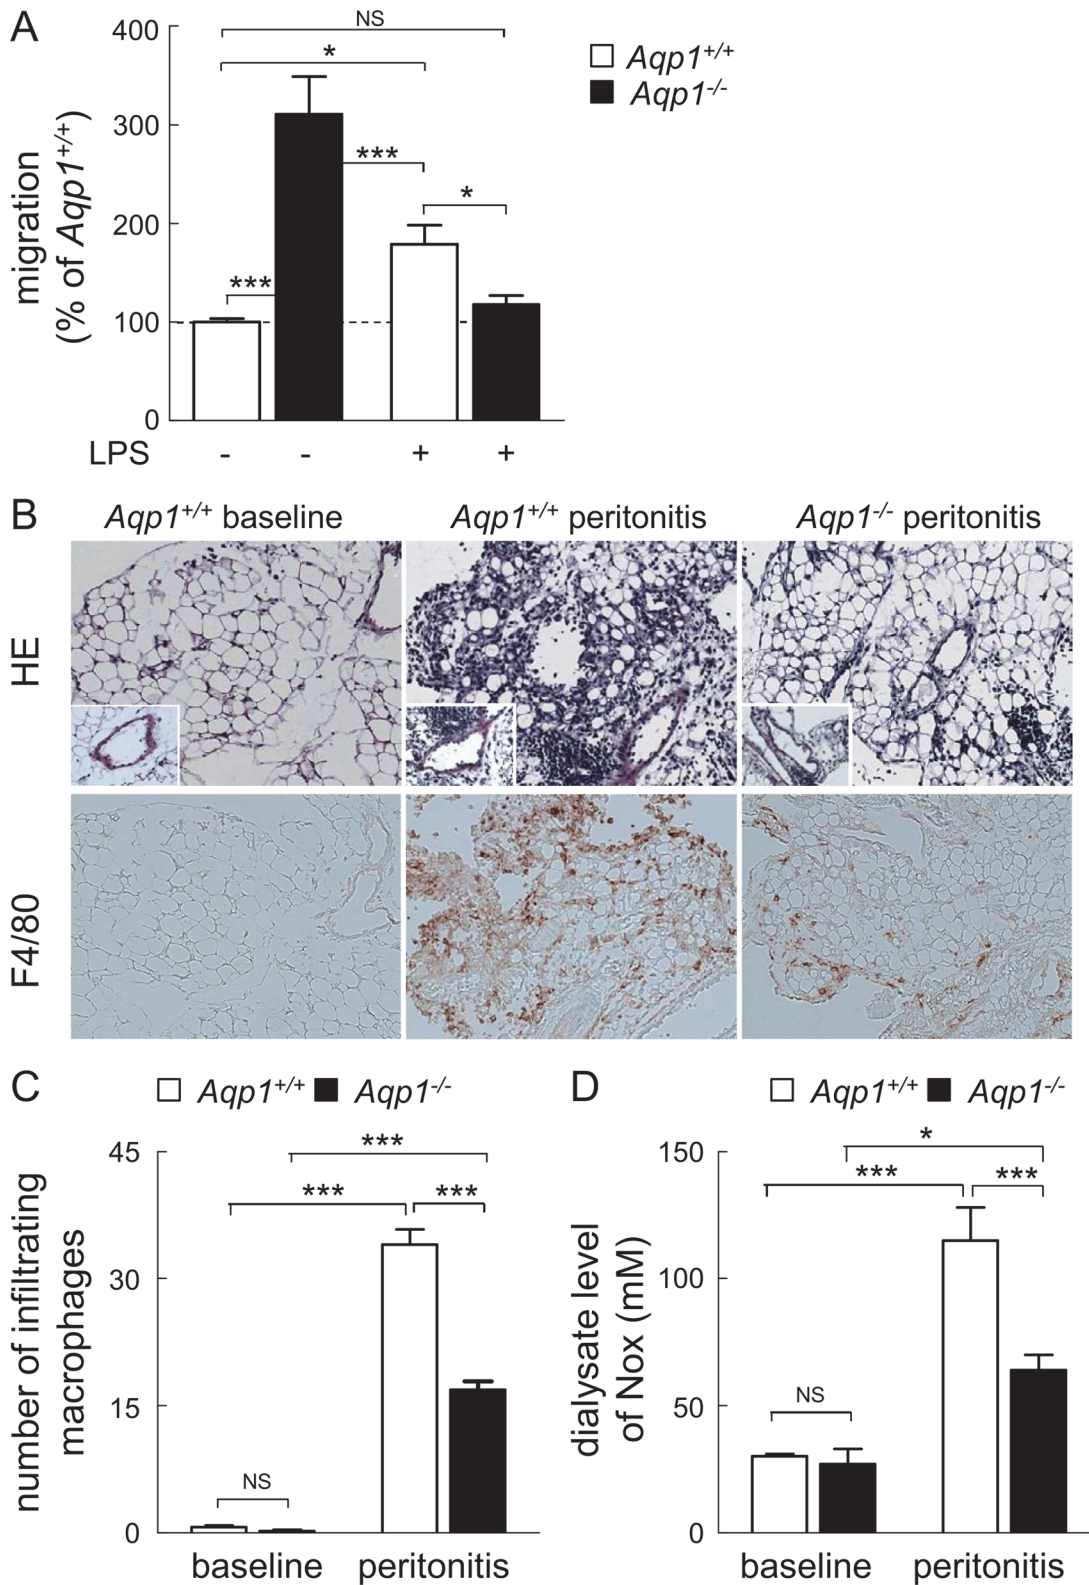 A
NS
*
***
***
*
Aqp1+/+
Aqp1-/-
migration
(% of Aqp1+/+)
400
300
200
100
0
LPS - - + +
B
Aqp1+/+ baseline Aqp1+/+ peritonitis Aqp1-/- peritonitis
HE
F4/80
C
Aqp1+/+ Aqp1-/-
number of infiltrating
macrophages
45
30
15
0
***
*** ***
NS
baseline peritonitis
D
Aqp1+/+ Aqp1-/-
dialysate level
of Nox (mM)
150
100
50
0
*
*** ***
NS
baseline peritonitis